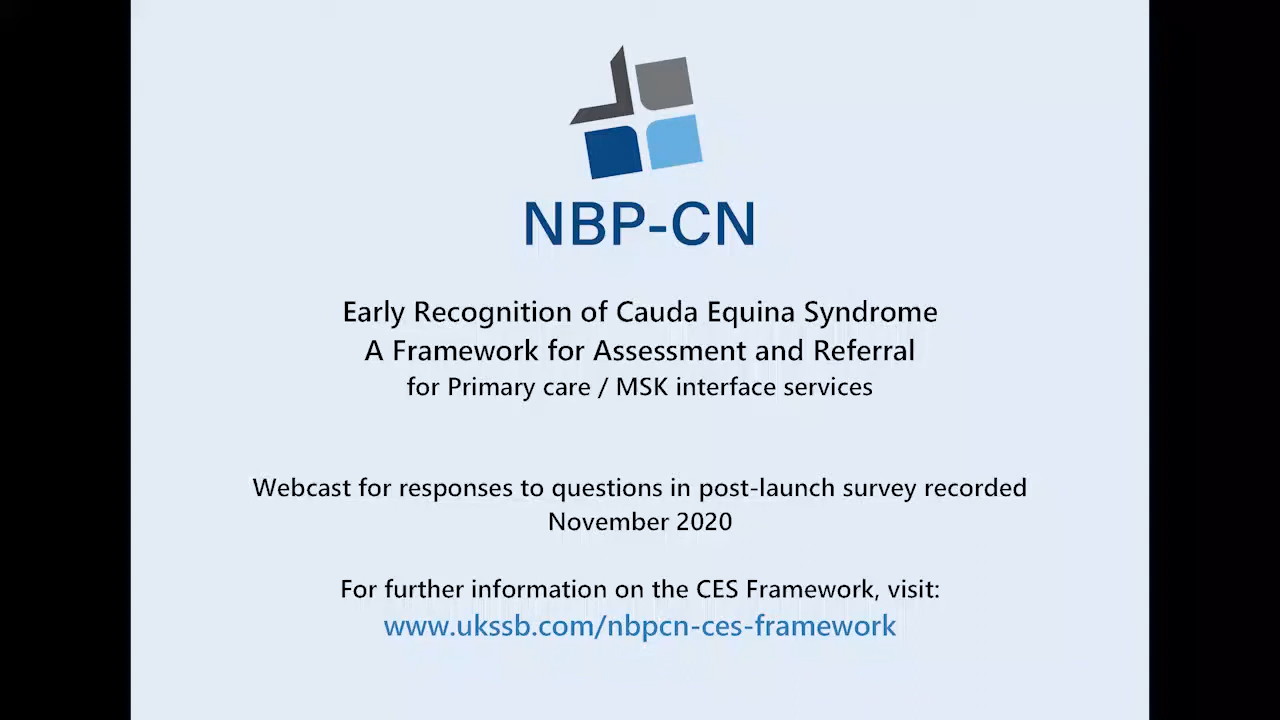 NBP-CN
Early Recognition of Cauda Equina Syndrome
A Framework for Assessment and Referral
for Primary care / MSK interface services
Webcast for responses to questions in post-launch survey recorded
November 2020
For further information on the CES Framework, visit:
www.ukssb.com/nbpcn-ces-framework